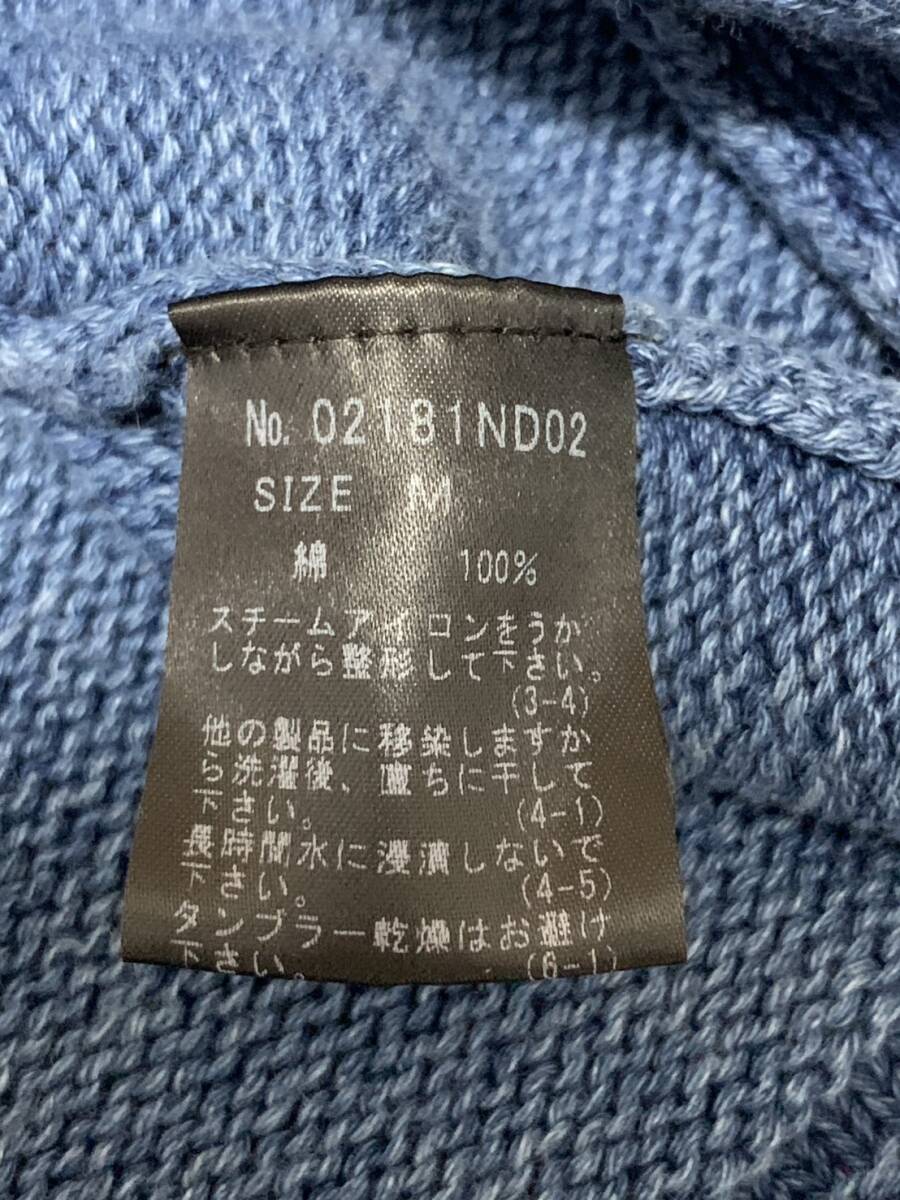 No. 02181ND02
SIZE M
綿 100%
スチームアイロンをうか
しながら整形して下さい。
(3-4)
他の製品に移染しますか
ら洗濯後、直ちに干して
下さい。 (4-1)
長時間水に浸漬しないで
下さい。 (4-5)
タンブラー乾燥はお避け
下さい。 (6-1)